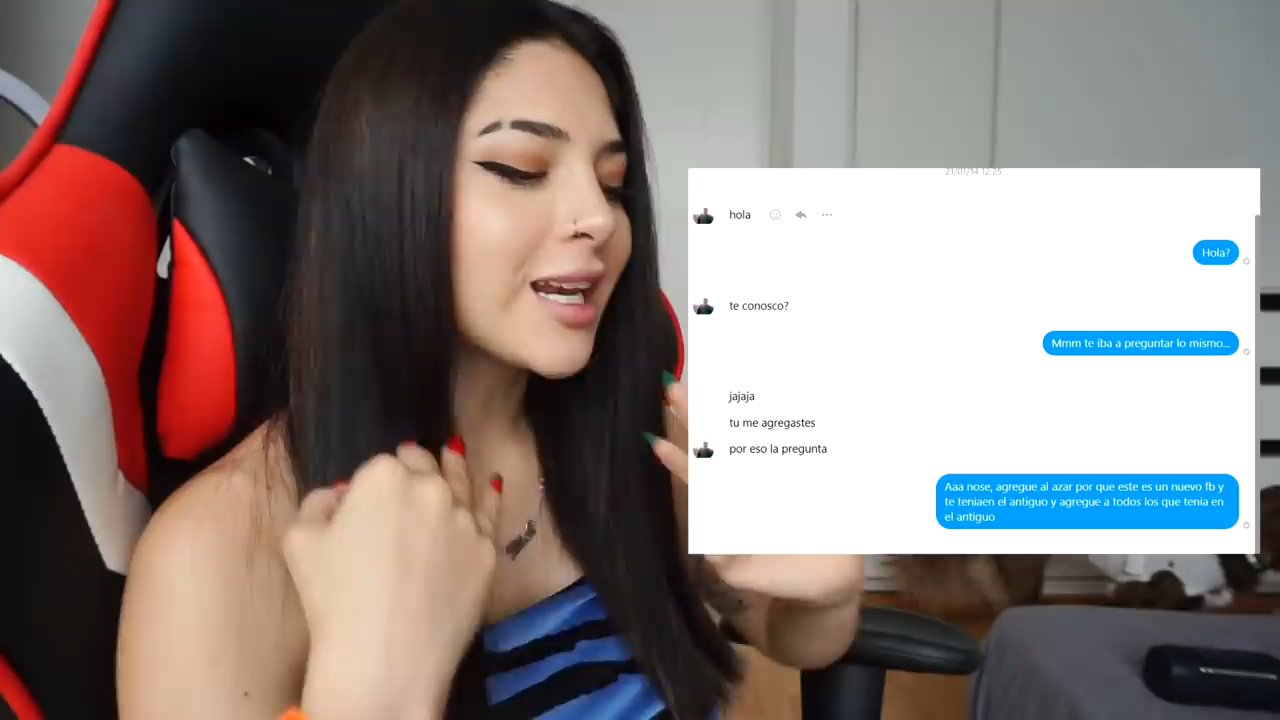 21/01/14 12:25
hola
Hola?
te conosco?
Mmm te iba a preguntar lo mismo...
jajaja
tu me agregastes
por eso la pregunta
Aaa nose, agregue al azar por que este es un nuevo fb y
te teniaen el antiguo y agregue a todos los que tenia en
el antiguo